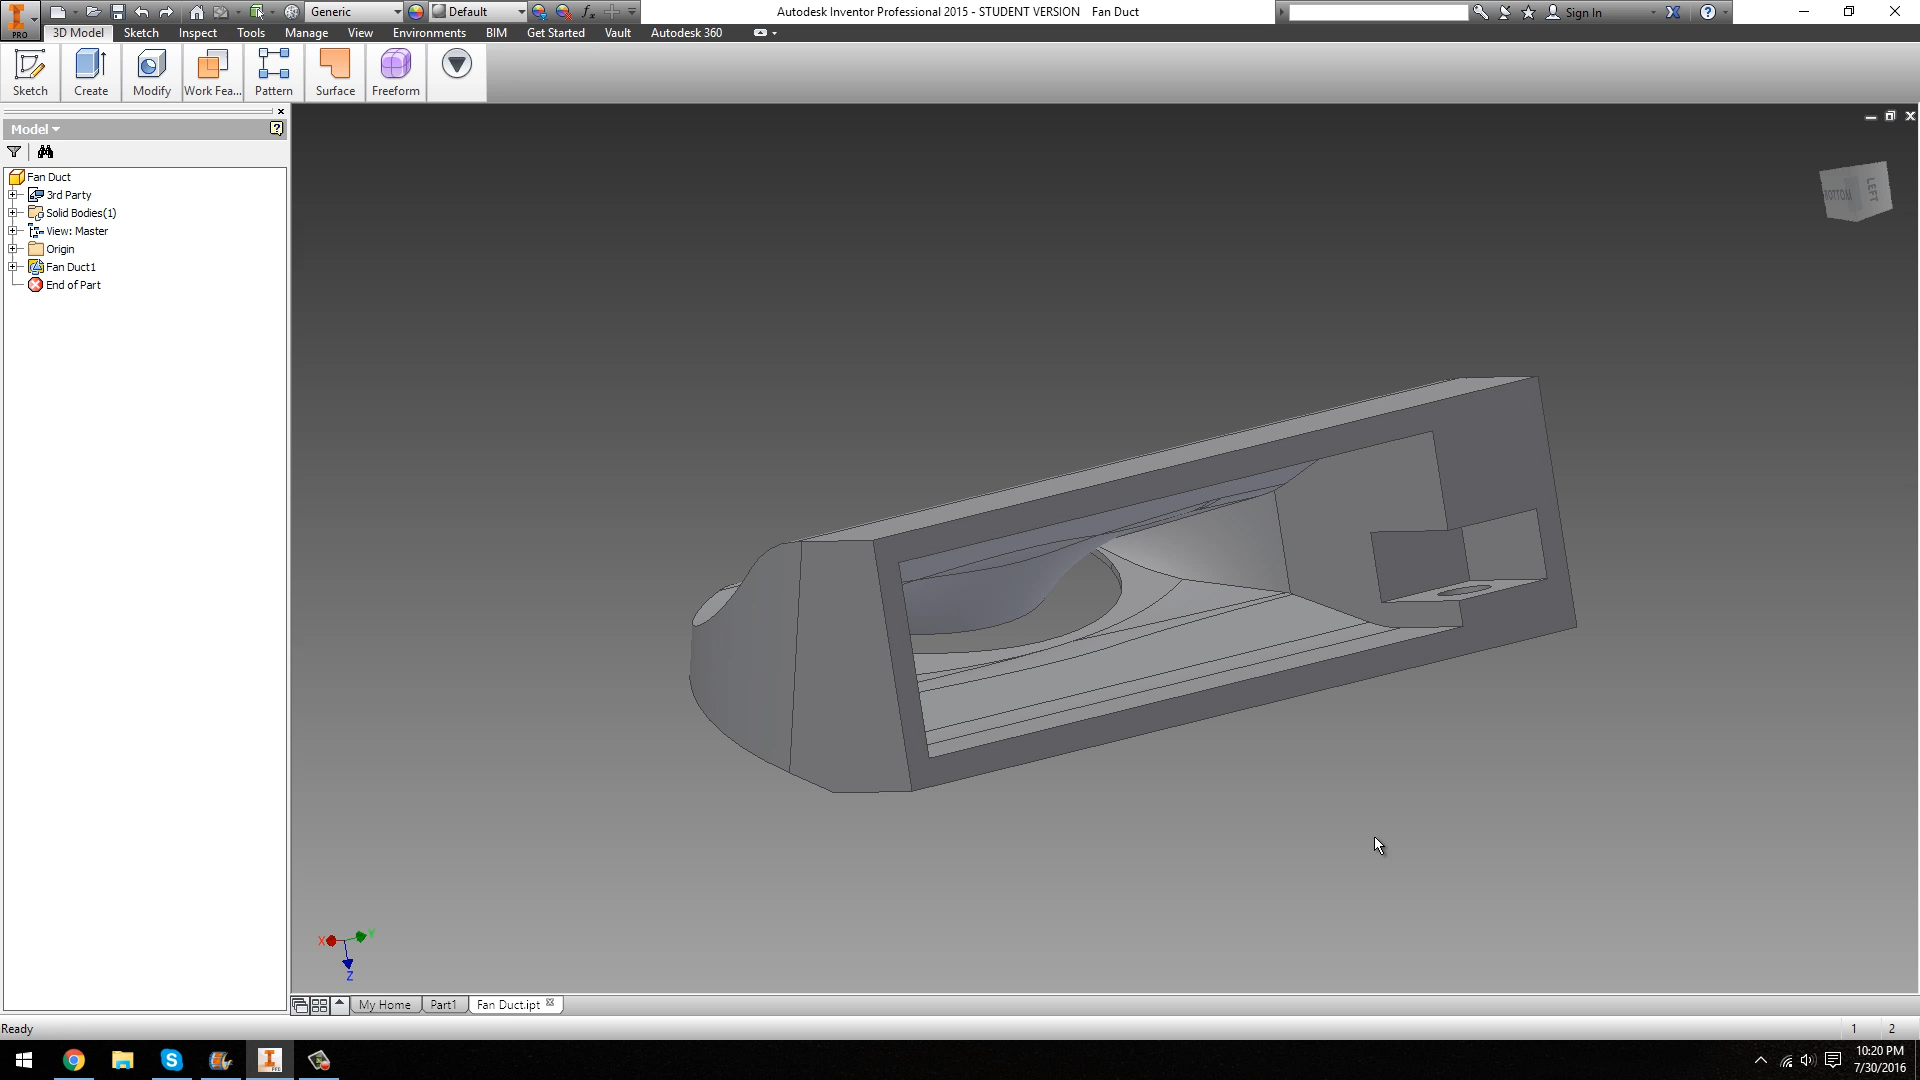 Generic
Default
Autodesk Inventor Professional 2015 - STUDENT VERSION Fan Duct
Sign In
PRO
3D Model Sketch Inspect Tools Manage View Environments BIM Get Started Vault Autodesk 360
Sketch Create Modify Work Fea... Pattern Surface Freeform
Model
Fan Duct
3rd Party
Solid Bodies(1)
View: Master
Origin
Fan Duct1
End of Part
BOTTOM LEFT
X Y
Z
My Home Part1 Fan Duct.ipt
Ready 1 2
10:20 PM
7/30/2016